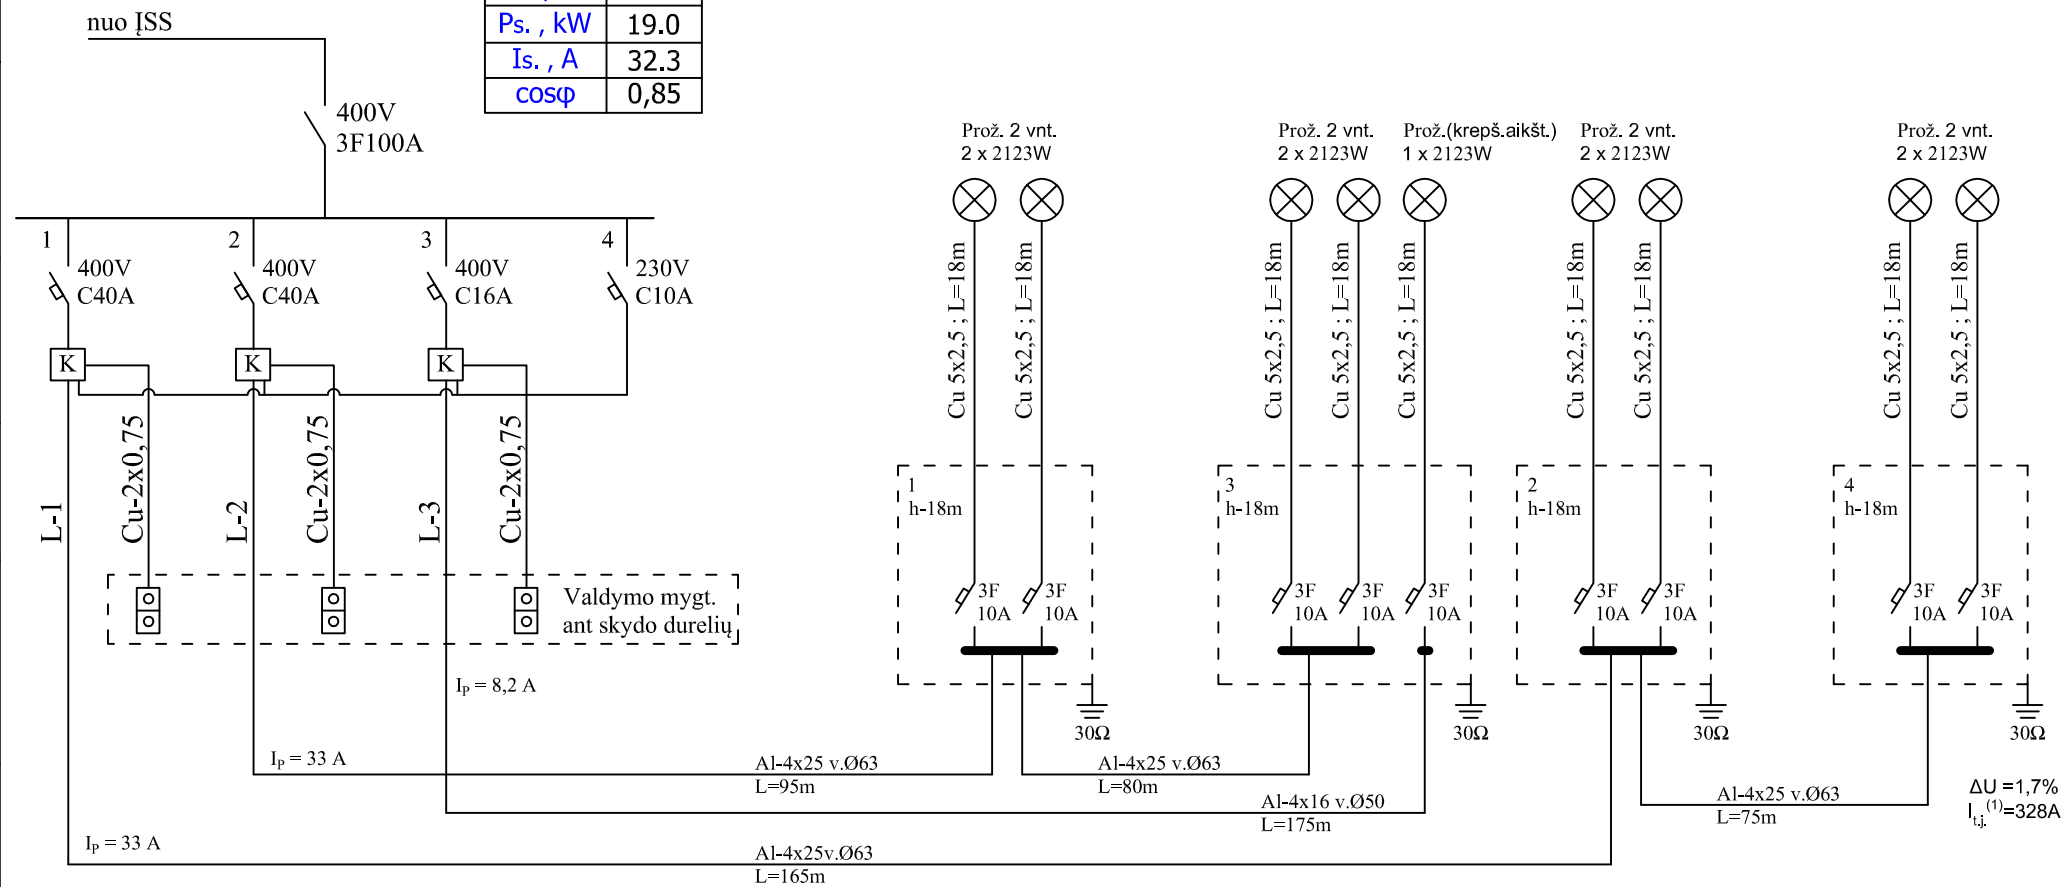 nuo ĮSS
Ps. , kW 19.0
Is. , A 32.3
cosφ 0,85
400V
3F100A
1
400V
C40A
2
400V
C40A
3
400V
C16A
4
230V
C10A
K
K
K
L-1
Cu-2x0,75
L-2
Cu-2x0,75
L-3
Cu-2x0,75
Valdymo mygt.
ant skydo durelių
Prož. 2 vnt.
2 x 2123W
Prož. 2 vnt.
2 x 2123W
Prož.(krepš.aikšt.)
1 x 2123W
Prož. 2 vnt.
2 x 2123W
Prož. 2 vnt.
2 x 2123W
Cu 5x2,5 ; L=18m
Cu 5x2,5 ; L=18m
Cu 5x2,5 ; L=18m
Cu 5x2,5 ; L=18m
Cu 5x2,5 ; L=18m
Cu 5x2,5 ; L=18m
Cu 5x2,5 ; L=18m
Cu 5x2,5 ; L=18m
Cu 5x2,5 ; L=18m
1
h-18m
3
h-18m
2
h-18m
4
h-18m
3F
10A
3F
10A
3F
10A
3F
10A
3F
10A
3F
10A
3F
10A
3F
10A
3F
10A
30Ω
30Ω
30Ω
30Ω
Iₚ = 8,2 A
Iₚ = 33 A
Al-4x25 v.Ø63
L=95m
Al-4x25 v.Ø63
L=80m
Al-4x16 v.Ø50
L=175m
Al-4x25 v.Ø63
L=75m
ΔU =1,7%
It.j.(1)=328A
Iₚ = 33 A
Al-4x25v.Ø63
L=165m